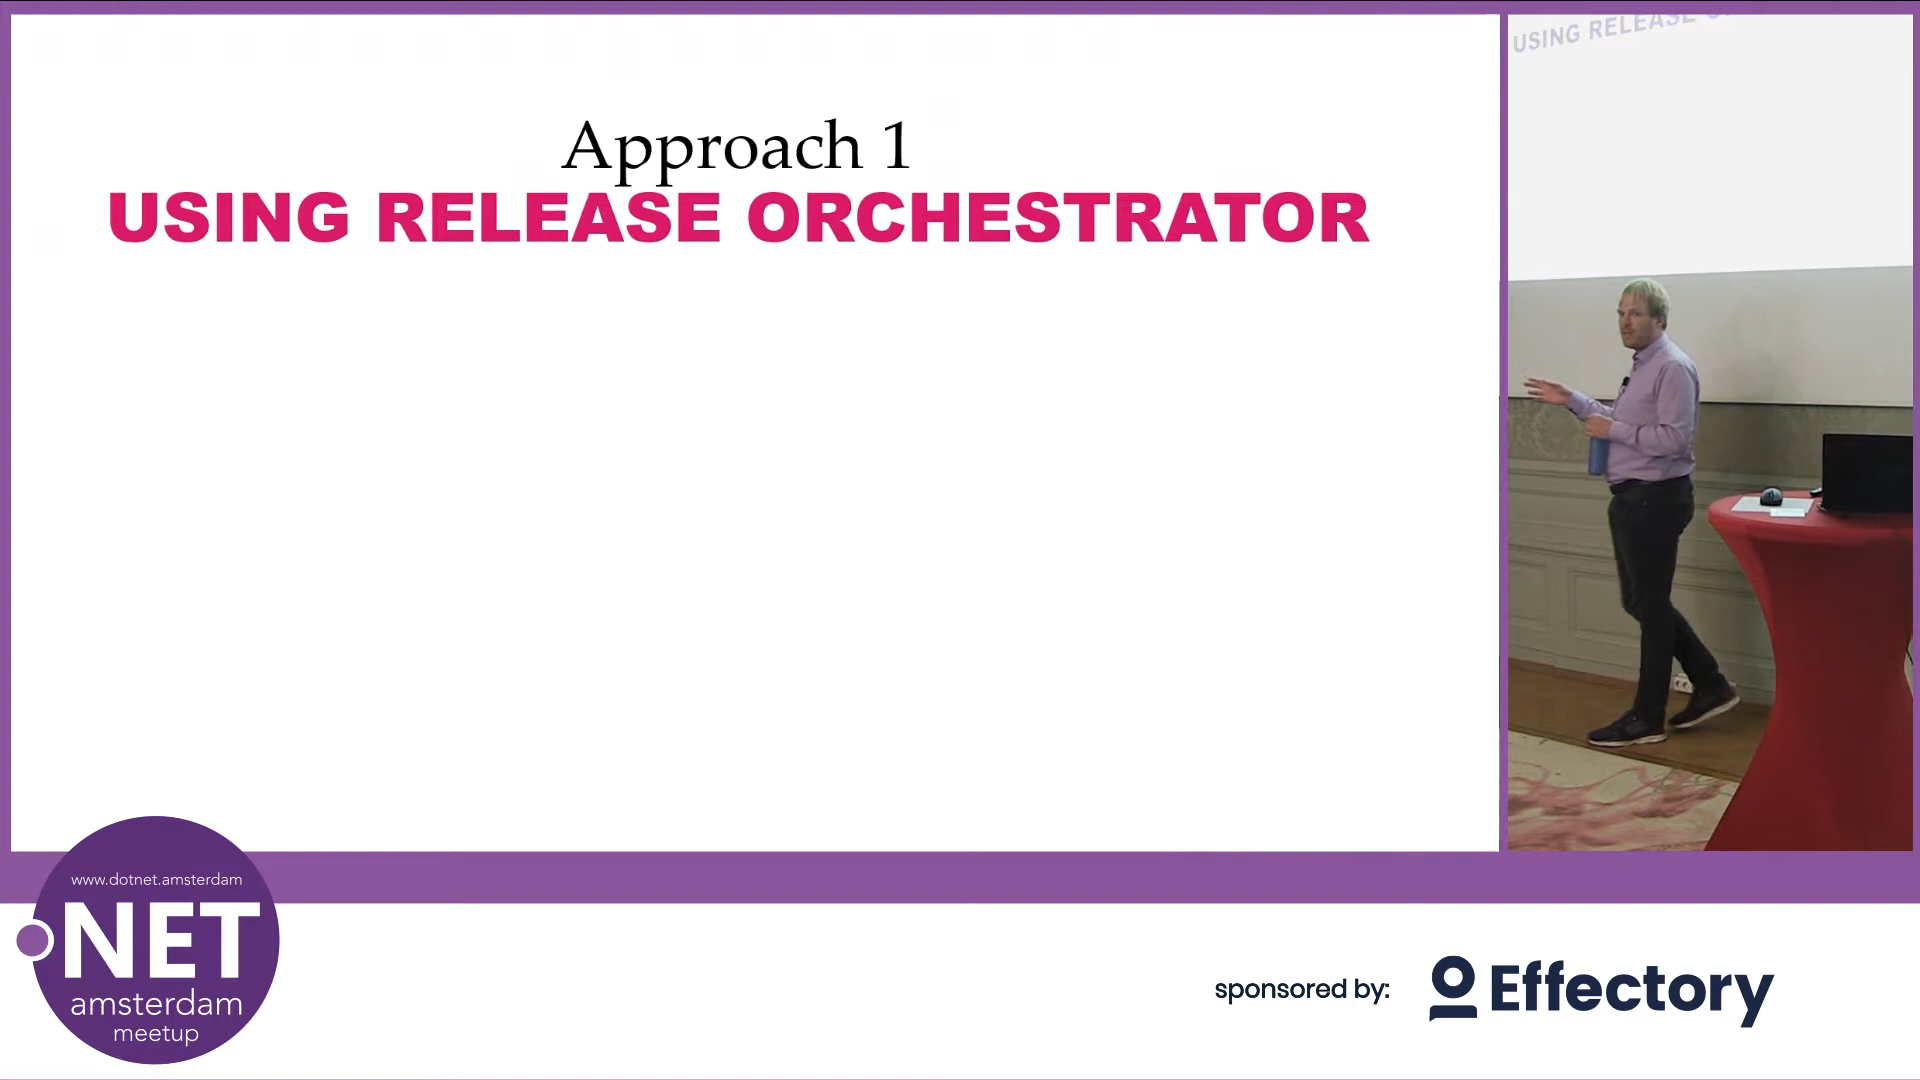 Approach 1
USING RELEASE ORCHESTRATOR
USING RELEASE
www.dotnet.amsterdam
NET
amsterdam
meetup
sponsored by:
Effectory